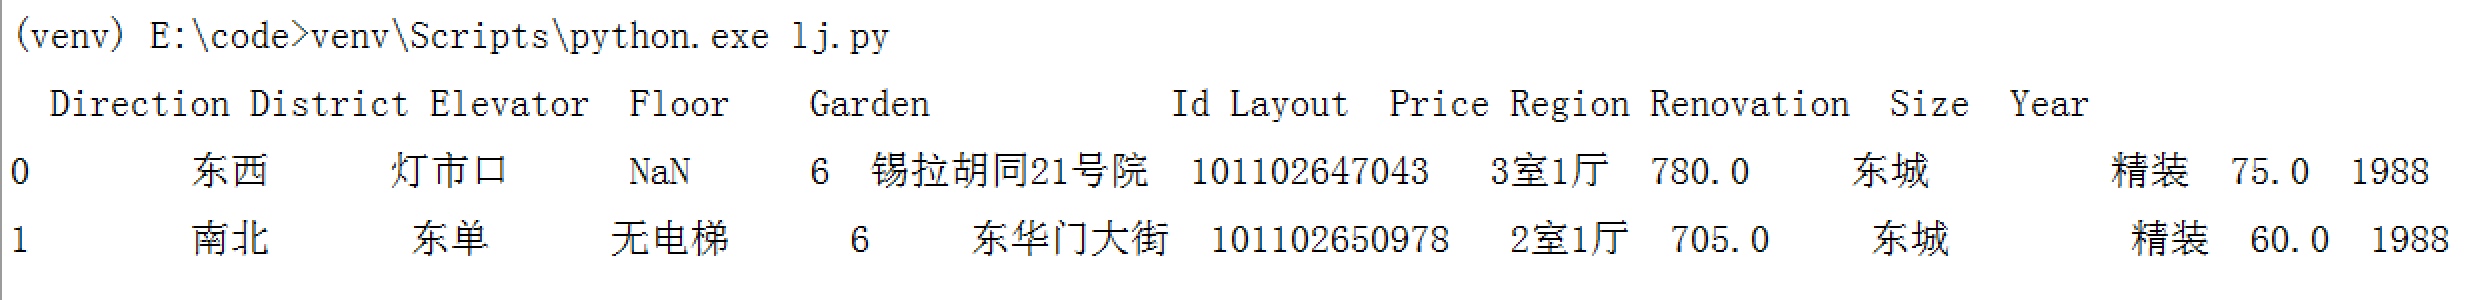 (venv) E:\code>venv\Scripts\python.exe lj.py
Direction District Elevator Floor Garden Id Layout Price Region Renovation Size Year
0 东西 灯市口 NaN 6 锡拉胡同21号院 101102647043 3室1厅 780.0 东城 精装 75.0 1988
1 南北 东单 无电梯 6 东华门大街 101102650978 2室1厅 705.0 东城 精装 60.0 1988